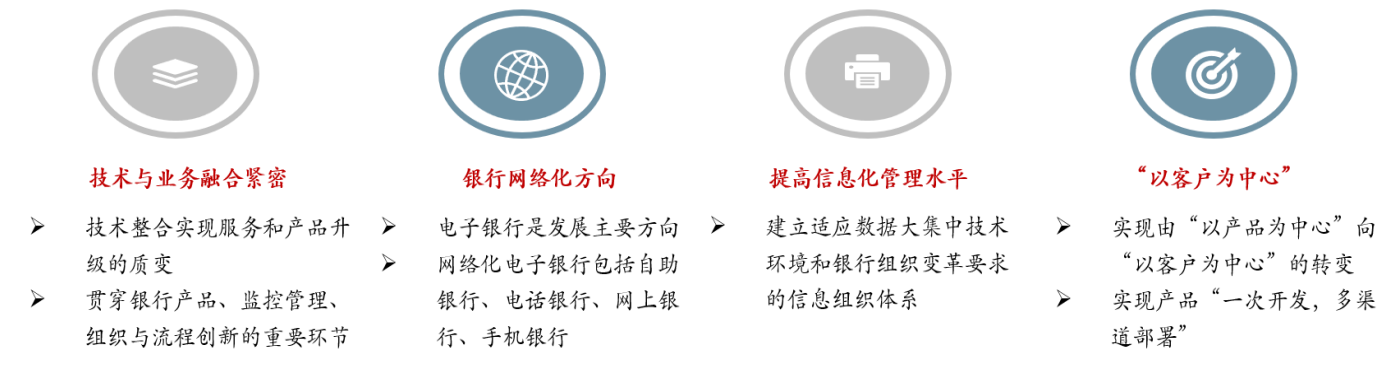 技术与业务融合紧密
技术整合实现服务和产品升
级的质变
贯穿银行产品、监控管理、
组织与流程创新的重要环节
银行网络化方向
电子银行是发展主要方向
网络化电子银行包括自助
银行、电话银行、网上银
行、手机银行
提高信息化管理水平
建立适应数据大集中技术
环境和银行组织变革要求
的信息组织体系
“以客户为中心”
实现由“以产品为中心”向
“以客户为中心”的转变
实现产品“一次开发，多渠
道部署”